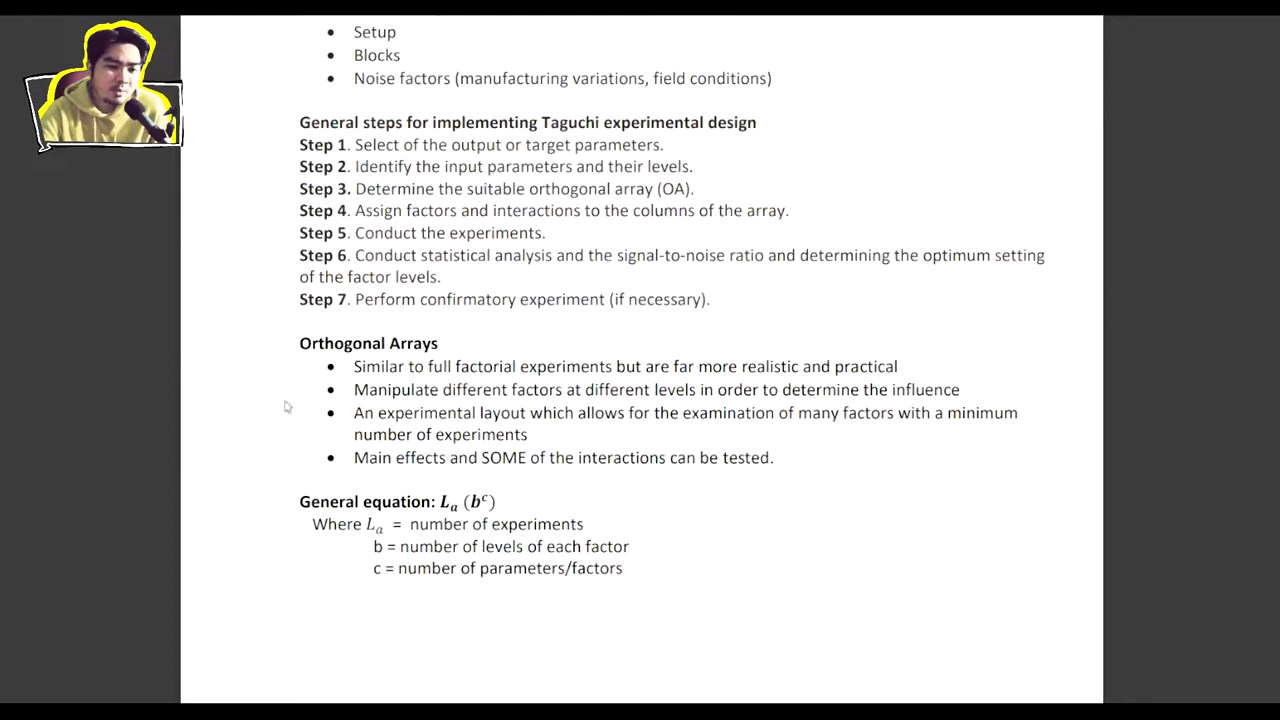 • Setup
• Blocks
• Noise factors (manufacturing variations, field conditions)
General steps for implementing Taguchi experimental design
Step 1. Select of the output or target parameters.
Step 2. Identify the input parameters and their levels.
Step 3. Determine the suitable orthogonal array (OA).
Step 4. Assign factors and interactions to the columns of the array.
Step 5. Conduct the experiments.
Step 6. Conduct statistical analysis and the signal-to-noise ratio and determining the optimum setting
of the factor levels.
Step 7. Perform confirmatory experiment (if necessary).
Orthogonal Arrays
• Similar to full factorial experiments but are far more realistic and practical
• Manipulate different factors at different levels in order to determine the influence
• An experimental layout which allows for the examination of many factors with a minimum
number of experiments
• Main effects and SOME of the interactions can be tested.
General equation: Lₐ (bᶜ)
Where Lₐ = number of experiments
b = number of levels of each factor
c = number of parameters/factors